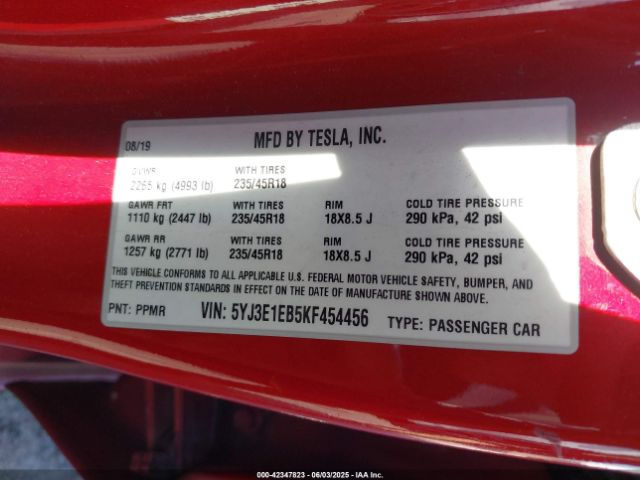 08/19 MFD BY TESLA, INC.
GVWR WITH TIRES
2265 kg (4993 lb) 235/45R18
GAWR FRT WITH TIRES RIM COLD TIRE PRESSURE
1110 kg (2447 lb) 235/45R18 18X8.5 J 290 kPa, 42 psi
GAWR RR WITH TIRES RIM COLD TIRE PRESSURE
1257 kg (2771 lb) 235/45R18 18X8.5 J 290 kPa, 42 psi
THIS VEHICLE CONFORMS TO ALL APPLICABLE U.S. FEDERAL MOTOR VEHICLE SAFETY, BUMPER, AND
THEFT PREVENTION STANDARDS IN EFFECT ON THE DATE OF MANUFACTURE SHOWN ABOVE.
PNT: PPMR VIN: 5YJ3E1EB5KF454456 TYPE: PASSENGER CAR
000-42347823 - 06/03/2025 - IAA Inc.